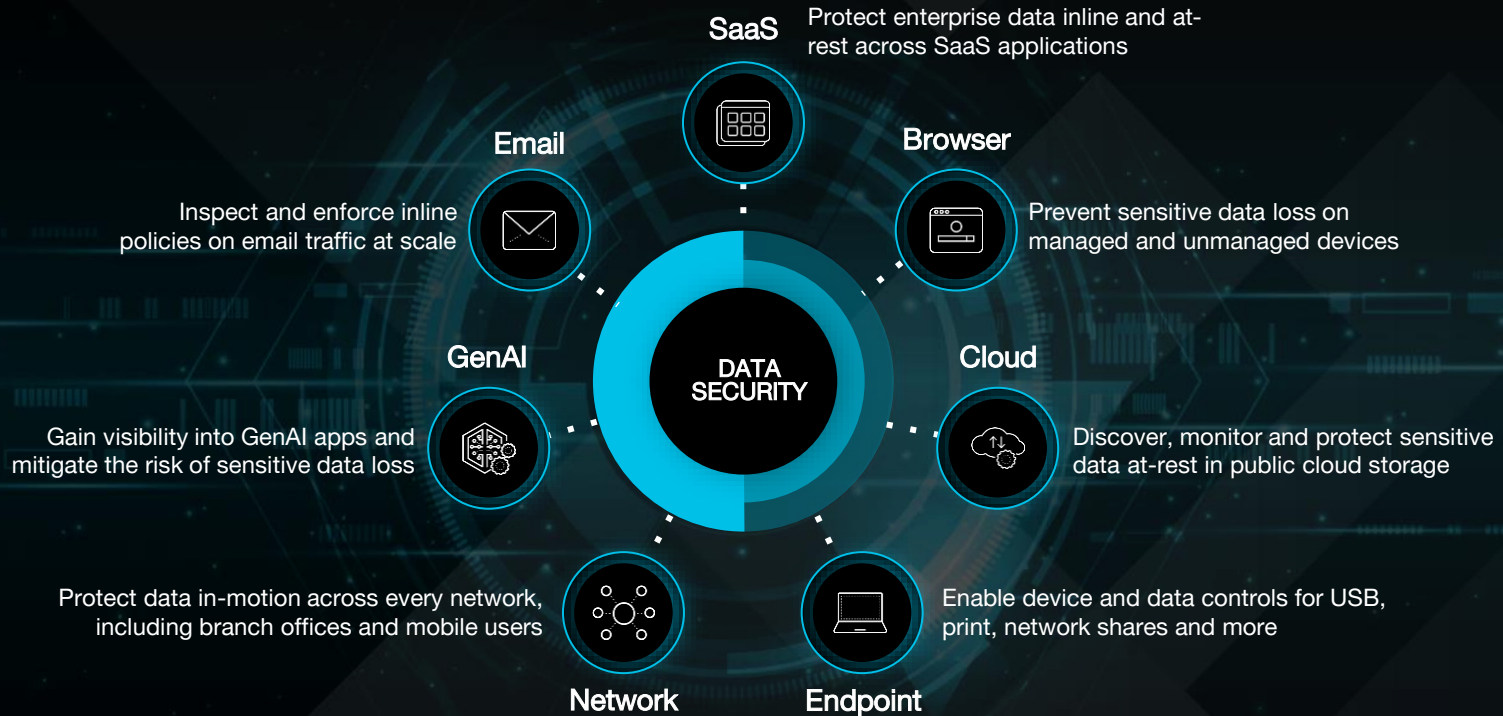 SaaS
Protect enterprise data inline and at-
rest across SaaS applications
Email
Inspect and enforce inline
policies on email traffic at scale
Browser
Prevent sensitive data loss on
managed and unmanaged devices
GenAI
Gain visibility into GenAI apps and
mitigate the risk of sensitive data loss
DATA
SECURITY
Cloud
Discover, monitor and protect sensitive
data at-rest in public cloud storage
Protect data in-motion across every network,
including branch offices and mobile users
Network
Enable device and data controls for USB,
print, network shares and more
Endpoint